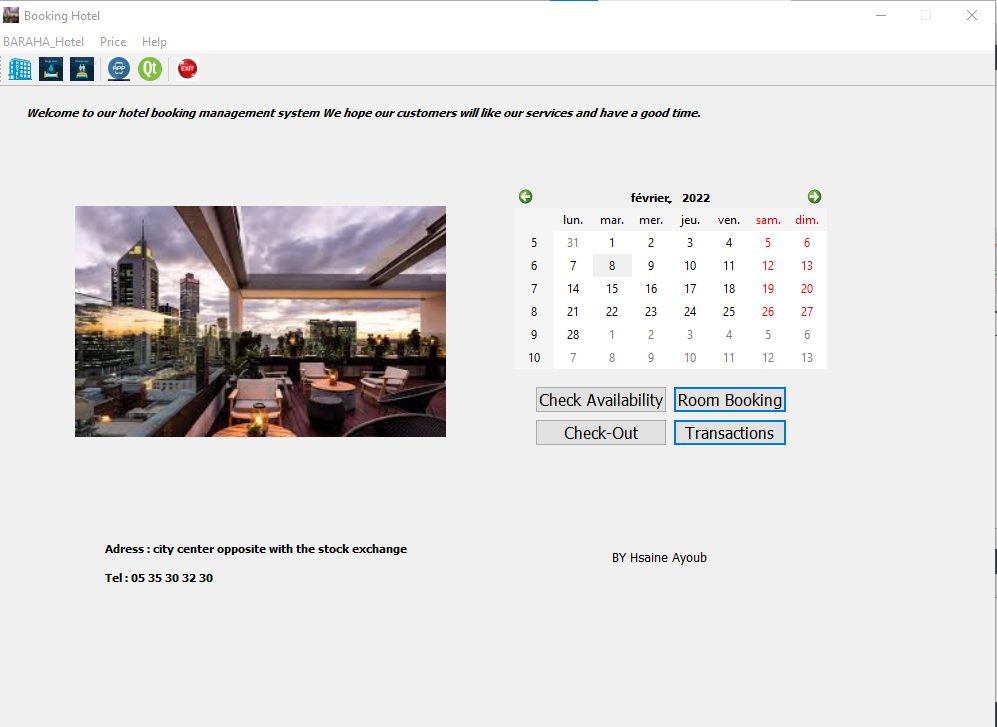 Booking Hotel
BARAHA_Hotel Price Help
APP Qt EXIT
Welcome to our hotel booking management system We hope our customers will like our services and have a good time.
février, 2022
lun. mar. mer. jeu. ven. sam. dim.
5 31 1 2 3 4 5 6
6 7 8 9 10 11 12 13
7 14 15 16 17 18 19 20
8 21 22 23 24 25 26 27
9 28 1 2 3 4 5 6
10 7 8 9 10 11 12 13
Check Availability Room Booking
Check-Out Transactions
Adress : city center opposite with the stock exchange
BY Hsaine Ayoub
Tel : 05 35 30 32 30